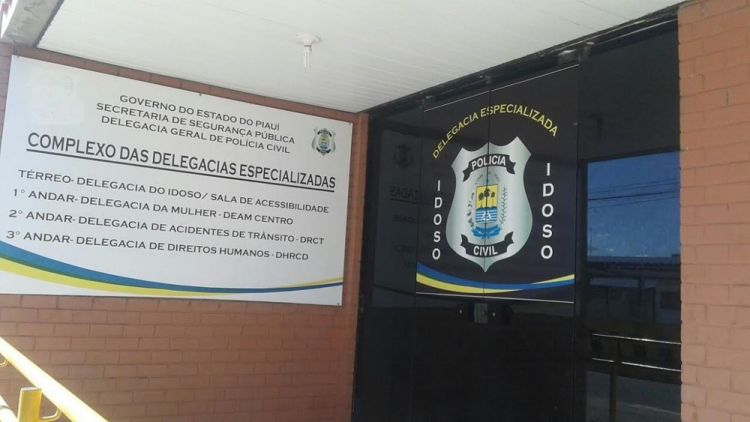 GOVERNO DO ESTADO DO PIAUÍ
SECRETARIA DE SEGURANÇA PÚBLICA
DELEGACIA GERAL DE POLÍCIA CIVIL
COMPLEXO DAS DELEGACIAS ESPECIALIZADAS
TÉRREO- DELEGACIA DO IDOSO/ SALA DE ACESSIBILIDADE
1° ANDAR- DELEGACIA DA MULHER - DEAM CENTRO
2° ANDAR- DELEGACIA DE ACIDENTES DE TRÂNSITO - DRCT
3° ANDAR- DELEGACIA DE DIREITOS HUMANOS - DHRCD
DELEGACIA ESPECIALIZADA
IDOSO
POLÍCIA
CIVIL
IDOSO